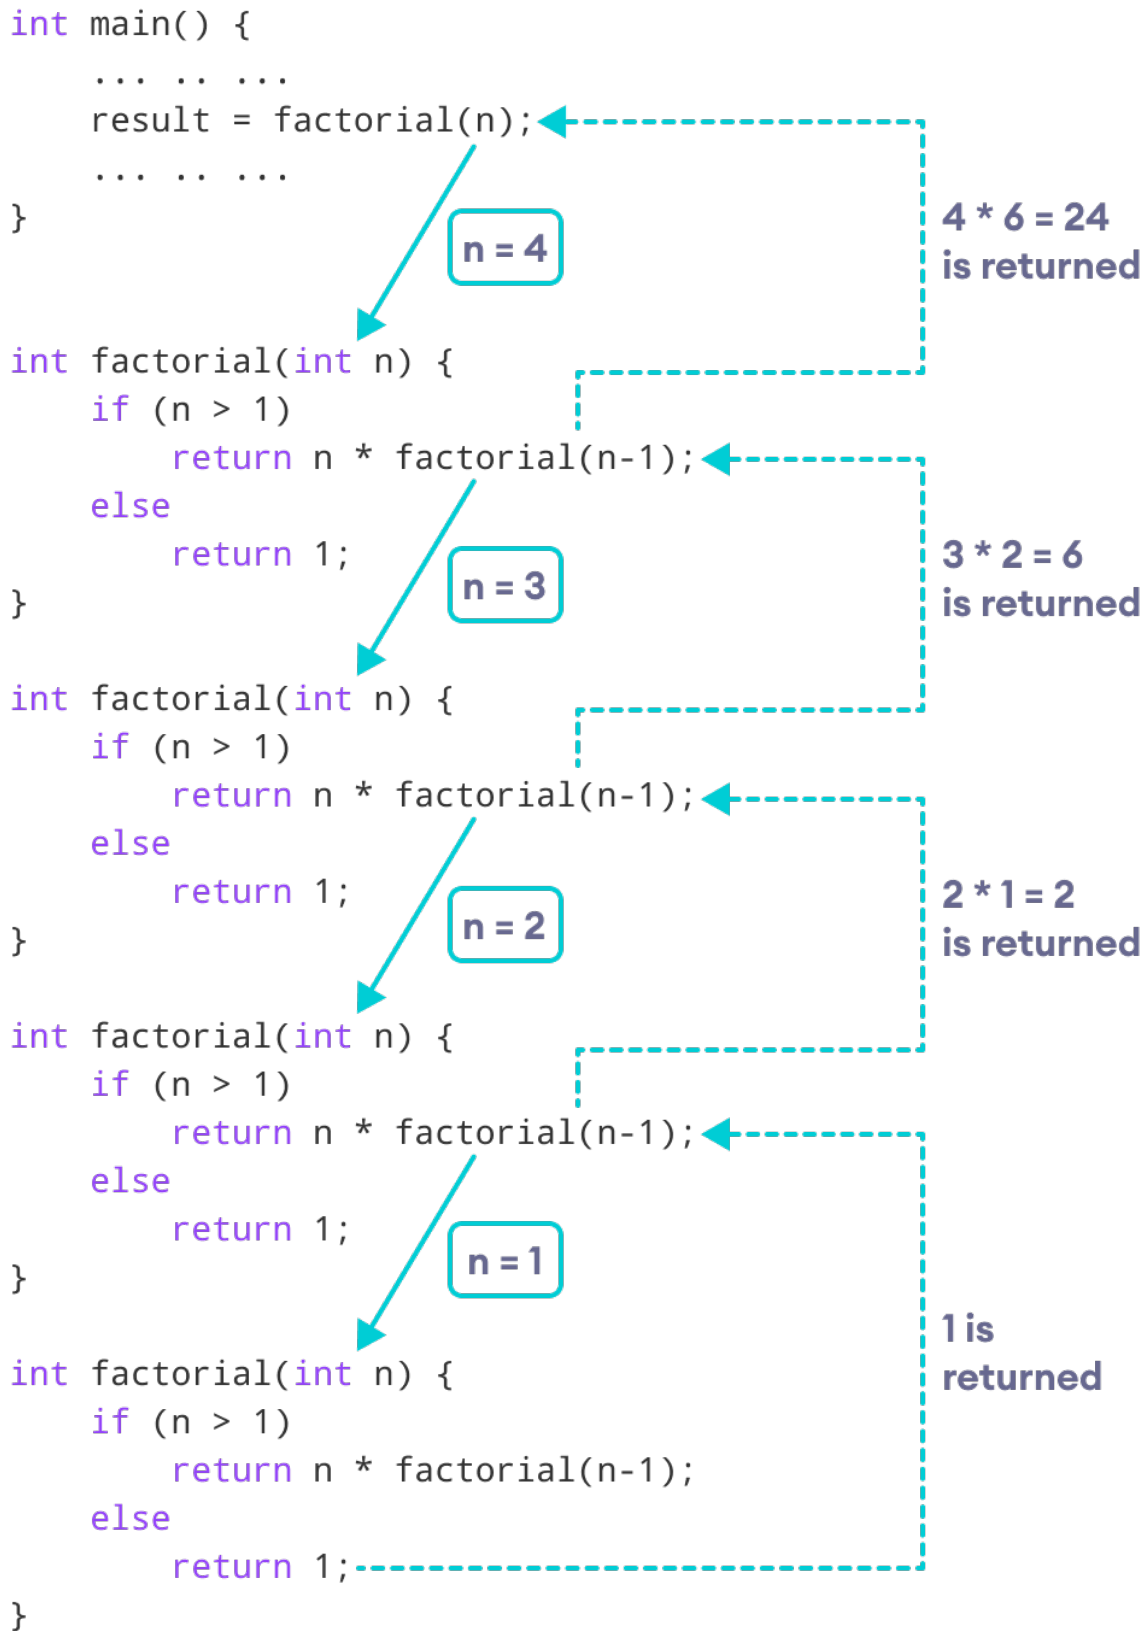 int main() {
    ... .. ...
    result = factorial(n);
    ... .. ...
}
4 * 6 = 24
is returned
n = 4
int factorial(int n) {
    if (n > 1)
        return n * factorial(n-1);
    else
        return 1;
}
3 * 2 = 6
is returned
n = 3
int factorial(int n) {
    if (n > 1)
        return n * factorial(n-1);
    else
        return 1;
}
2 * 1 = 2
is returned
n = 2
int factorial(int n) {
    if (n > 1)
        return n * factorial(n-1);
    else
        return 1;
}
n = 1
1 is
returned
int factorial(int n) {
    if (n > 1)
        return n * factorial(n-1);
    else
        return 1;
}